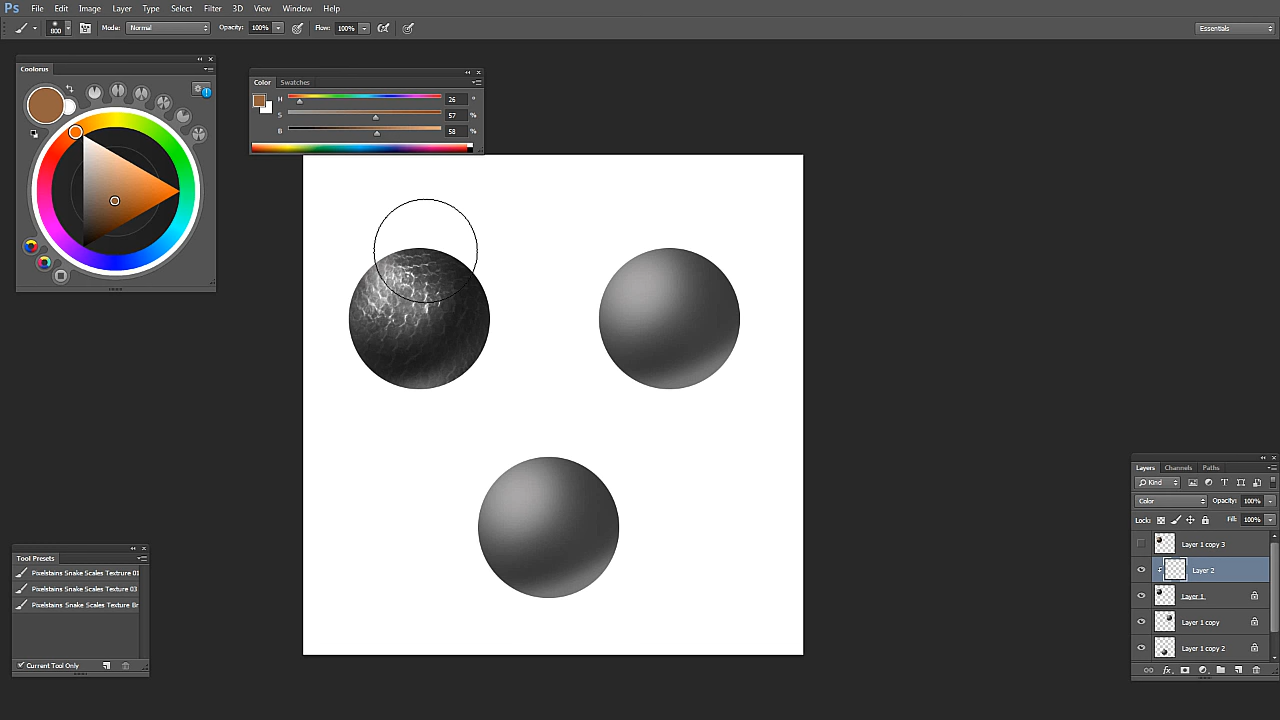 Ps File Edit Image Layer Type Select Filter 3D View Window Help
800 Mode: Normal Opacity: 100% Flow: 100% Essentials
Coolorus
Color Swatches
H 26 °
S 57 %
B 58 %
Layers Channels Paths
Kind
Color Opacity: 100%
Lock: Fill: 100%
Layer 1 copy 3
Layer 2
Layer 1
Layer 1 copy
Layer 1 copy 2
fx
Tool Presets
Pixelstains Snake Scales Textrure 01
Pixelstains Snake Scales Texture 03
Pixelstains Snake Scales Texture Br
Current Tool Only